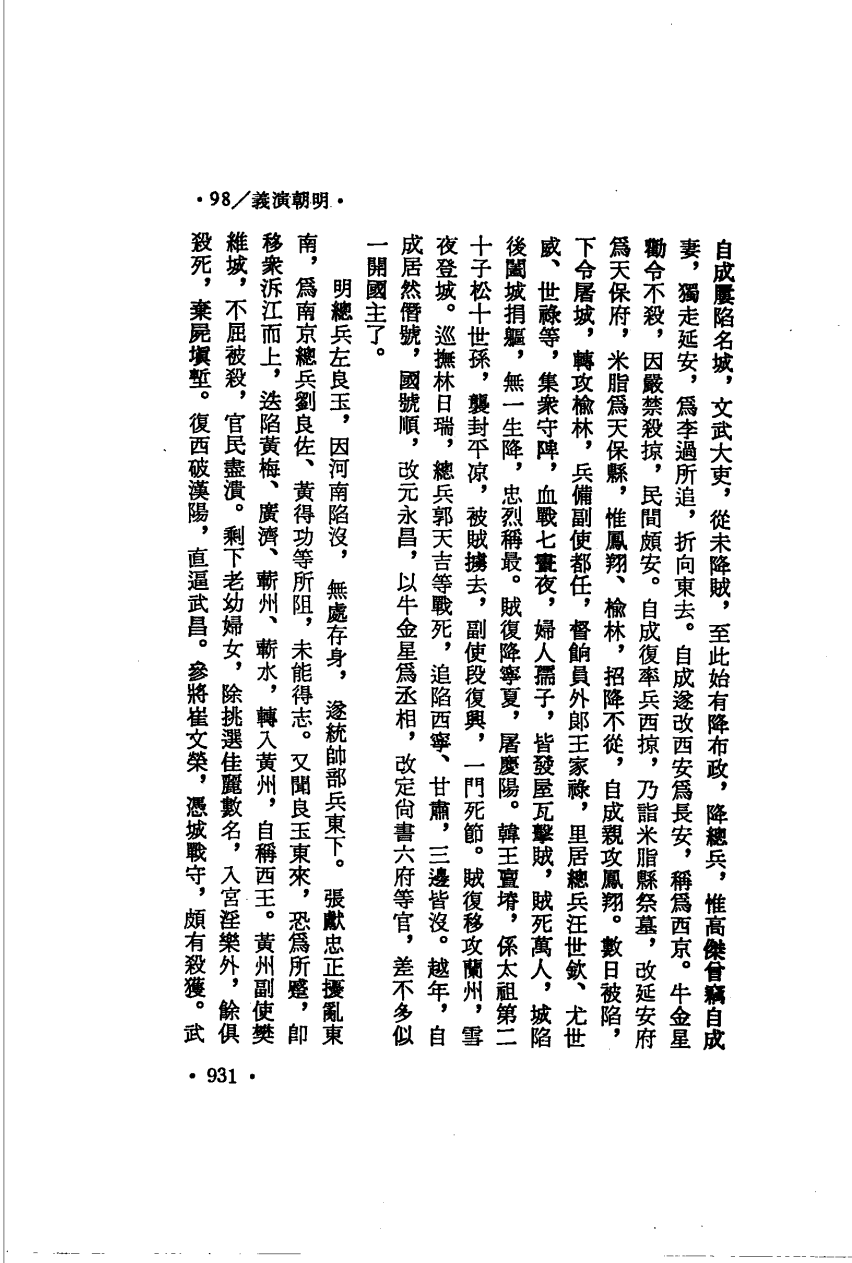 ·98／義演朝明·
自成屢陷名城，文武大吏，從未降賊，至此始有降布政，降總兵，惟高傑曾竊自成
妻，獨走延安，爲李過所追，折向東去。自成遂改西安爲長安，稱爲西京。牛金星
勸令不殺，因嚴禁殺掠，民間頗安。自成復率兵西掠，乃詣米脂縣祭墓，改延安府
爲天保府，米脂爲天保縣，惟鳳翔、榆林，招降不從，自成親攻鳳翔。數日被陷，
下令屠城，轉攻榆林，兵備副使都任，督餉員外郎王家祿，里居總兵汪世欽、尤世
威、世祿等，集衆守陴，血戰七晝夜，婦人孺子，皆發屋瓦擊賊，賊死萬人，城陷
後闔城捐軀，無一生降，忠烈稱最。賊復降寧夏，屠慶陽。韓王亶塉，係太祖第二
十子松十世孫，襲封平凉，被賊擄去，副使段復興，一門死節。賊復移攻蘭州，雪
夜登城。巡撫林日瑞，總兵郭天吉等戰死，追陷西寧、甘肅，三邊皆沒。越年，自
成居然僭號，國號順，改元永昌，以牛金星爲丞相，改定尙書六府等官，差不多似
一開國主了。
明總兵左良玉，因河南陷沒，無處存身，遂統帥部兵東下。張獻忠正擾亂東
南，爲南京總兵劉良佐、黃得功等所阻，未能得志。又聞良玉東來，恐爲所蹙，卽
移衆泝江而上，迭陷黃梅、廣濟、蘄州、蘄水，轉入黃州，自稱西王。黃州副使樊
維城，不屈被殺，官民盡潰。剩下老幼婦女，除挑選佳麗數名，入宮淫樂外，餘俱
殺死，棄屍塡塹。復西破漢陽，直逼武昌。參將崔文榮，憑城戰守，頗有殺獲。武
·931·